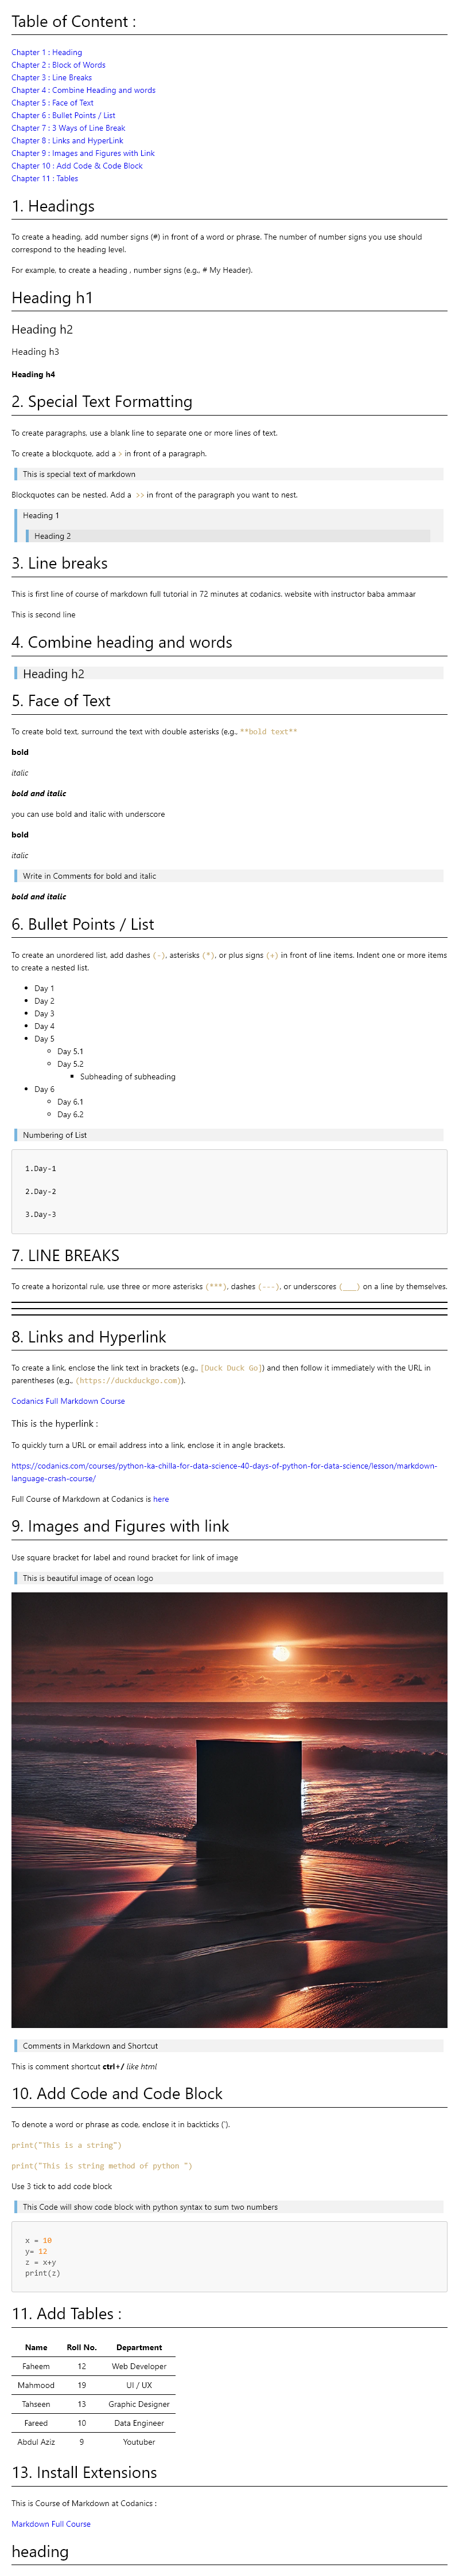 Table of Content :
Chapter 1 : Heading
Chapter 2 : Block of Words
Chapter 3 : Line Breaks
Chapter 4 : Combine Heading and words
Chapter 5 : Face of Text
Chapter 6 : Bullet Points / List
Chapter 7 : 3 Ways of Line Break
Chapter 8 : Links and HyperLink
Chapter 9 : Images and Figures with Link
Chapter 10 : Add Code & Code Block
Chapter 11 : Tables
1. Headings
To create a heading, add number signs (#) in front of a word or phrase. The number of number signs you use should
correspond to the heading level.
For example, to create a heading , number signs (e.g., # My Header).
Heading h1
Heading h2
Heading h3
Heading h4
2. Special Text Formatting
To create paragraphs, use a blank line to separate one or more lines of text.
To create a blockquote, add a > in front of a paragraph.
This is special text of markdown
Blockquotes can be nested. Add a >> in front of the paragraph you want to nest.
Heading 1
Heading 2
3. Line breaks
This is first line of course of markdown full tutorial in 72 minutes at codanics. website with instructor baba ammaar
This is second line
4. Combine heading and words
Heading h2
5. Face of Text
To create bold text, surround the text with double asterisks (e.g., **bold text**
bold
italic
bold and italic
you can use bold and italic with underscore
bold
italic
Write in Comments for bold and italic
bold and italic
6. Bullet Points / List
To create an unordered list, add dashes (-), asterisks (*), or plus signs (+) in front of line items. Indent one or more items
to create a nested list.
Day 1
Day 2
Day 3
Day 4
Day 5
Day 5.1
Day 5.2
Subheading of subheading
Day 6
Day 6.1
Day 6.2
Numbering of List
1.Day-1
2.Day-2
3.Day-3
7. LINE BREAKS
To create a horizontal rule, use three or more asterisks (***), dashes (---), or underscores (___) on a line by themselves.
8. Links and Hyperlink
To create a link, enclose the link text in brackets (e.g., [Duck Duck Go]) and then follow it immediately with the URL in
parentheses (e.g., (https://duckduckgo.com)).
Codanics Full Markdown Course
This is the hyperlink :
To quickly turn a URL or email address into a link, enclose it in angle brackets.
https://codanics.com/courses/python-ka-chilla-for-data-science-40-days-of-python-for-data-science/lesson/markdown-
language-crash-course/
Full Course of Markdown at Codanics is here
9. Images and Figures with link
Use square bracket for label and round bracket for link of image
This is beautiful image of ocean logo
Comments in Markdown and Shortcut
This is comment shortcut ctrl+/ like html
10. Add Code and Code Block
To denote a word or phrase as code, enclose it in backticks (`).
print("This is a string")
print("This is string method of python ")
Use 3 tick to add code block
This Code will show code block with python syntax to sum two numbers
x = 10
y= 12
z = x+y
print(z)
11. Add Tables :
Name Roll No. Department
Faheem 12 Web Developer
Mahmood 19 UI / UX
Tahseen 13 Graphic Designer
Fareed 10 Data Engineer
Abdul Aziz 9 Youtuber
13. Install Extensions
This is Course of Markdown at Codanics :
Markdown Full Course
heading